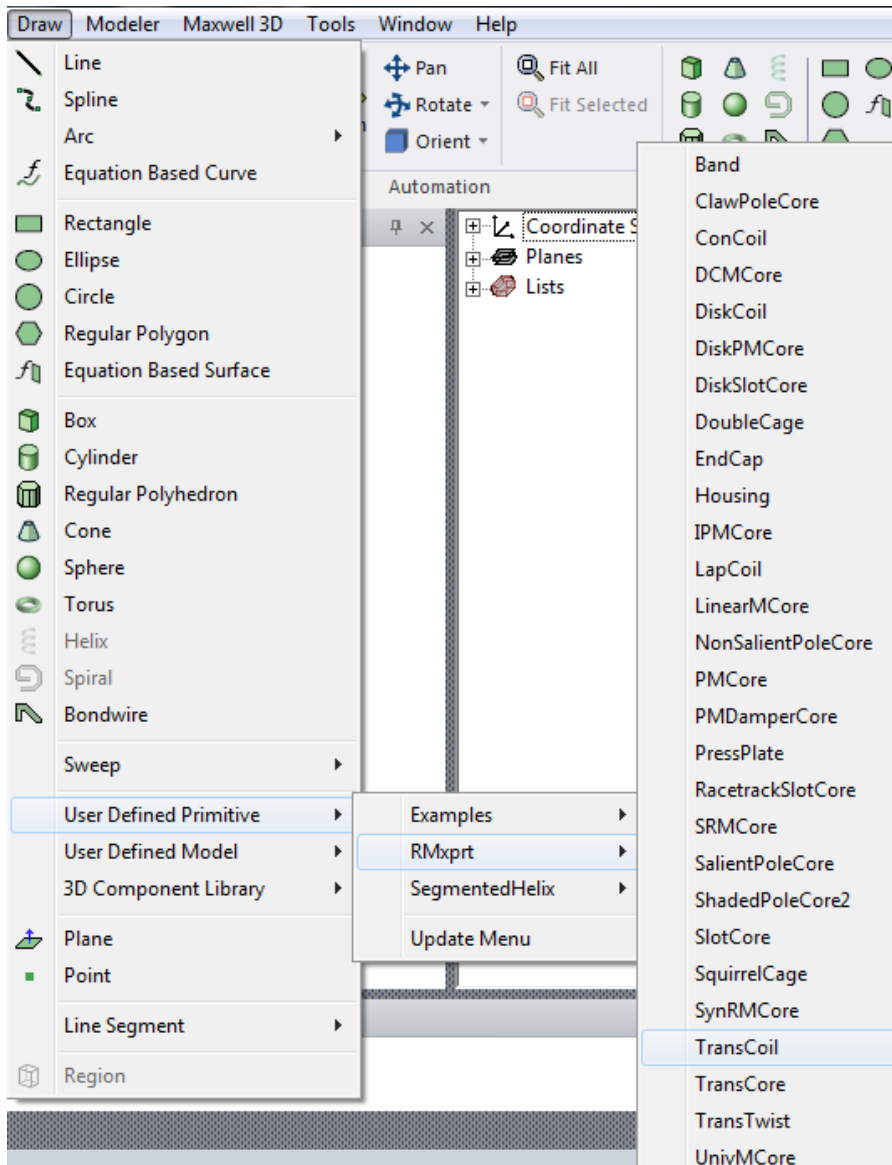 Draw Modeler Maxwell 3D Tools Window Help
Line
Spline
Arc
Equation Based Curve
Rectangle
Ellipse
Circle
Regular Polygon
Equation Based Surface
Box
Cylinder
Regular Polyhedron
Cone
Sphere
Torus
Helix
Spiral
Bondwire
Sweep
User Defined Primitive
User Defined Model
3D Component Library
Plane
Point
Line Segment
Region
Pan
Rotate
Orient
Fit All
Fit Selected
Automation
Coordinate S
Planes
Lists
Examples
RMxprt
SegmentedHelix
Update Menu
Band
ClawPoleCore
ConCoil
DCMCore
DiskCoil
DiskPMCore
DiskSlotCore
DoubleCage
EndCap
Housing
IPMCore
LapCoil
LinearMCore
NonSalientPoleCore
PMCore
PMDamperCore
PressPlate
RacetrackSlotCore
SRMCore
SalientPoleCore
ShadedPoleCore2
SlotCore
SquirrelCage
SynRMCore
TransCoil
TransCore
TransTwist
UnivMCore